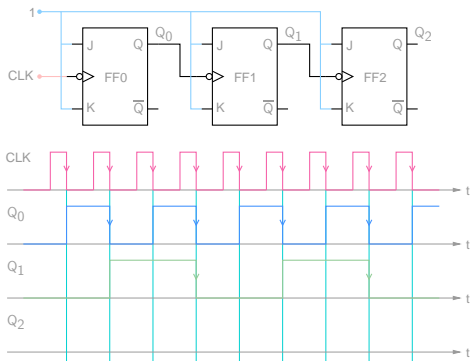 1
Q0 Q1 Q2
J Q J Q J Q
CLK FF0 FF1 FF2
K Q̅ K Q̅ K Q̅
CLK
t
Q0
t
Q1
t
Q2
t